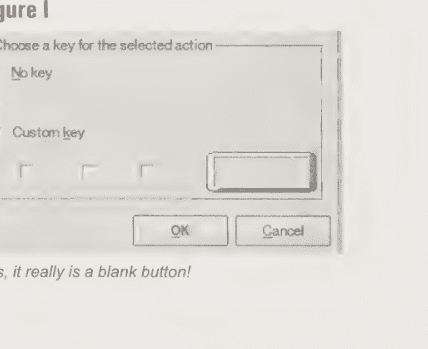 gure I
Choose a key for the selected action
No key
Custom key
OK
Cancel
s, it really is a blank button!